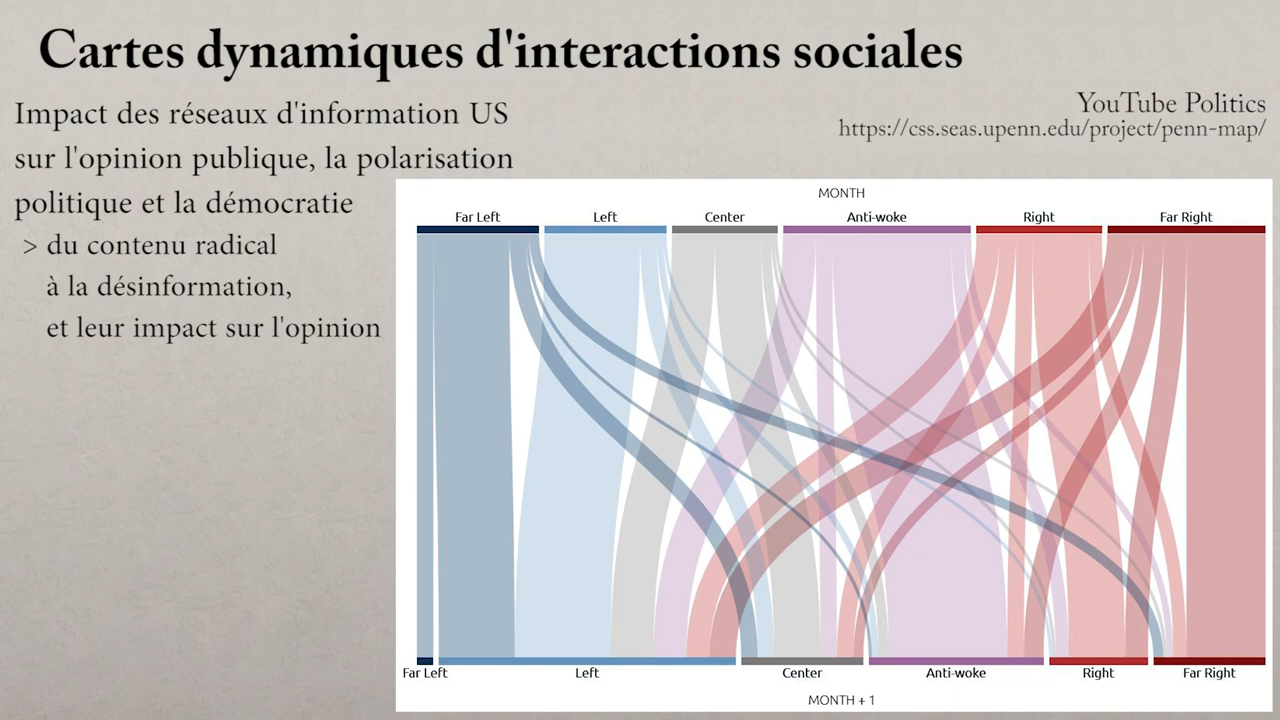 Cartes dynamiques d'interactions sociales
Impact des réseaux d'information US
sur l'opinion publique, la polarisation
politique et la démocratie
> du contenu radical
à la désinformation,
et leur impact sur l'opinion
YouTube Politics
https://css.seas.upenn.edu/project/penn-map/
MONTH
Far Left Left Center Anti-woke Right Far Right
Far Left Left Center Anti-woke Right Far Right
MONTH + 1